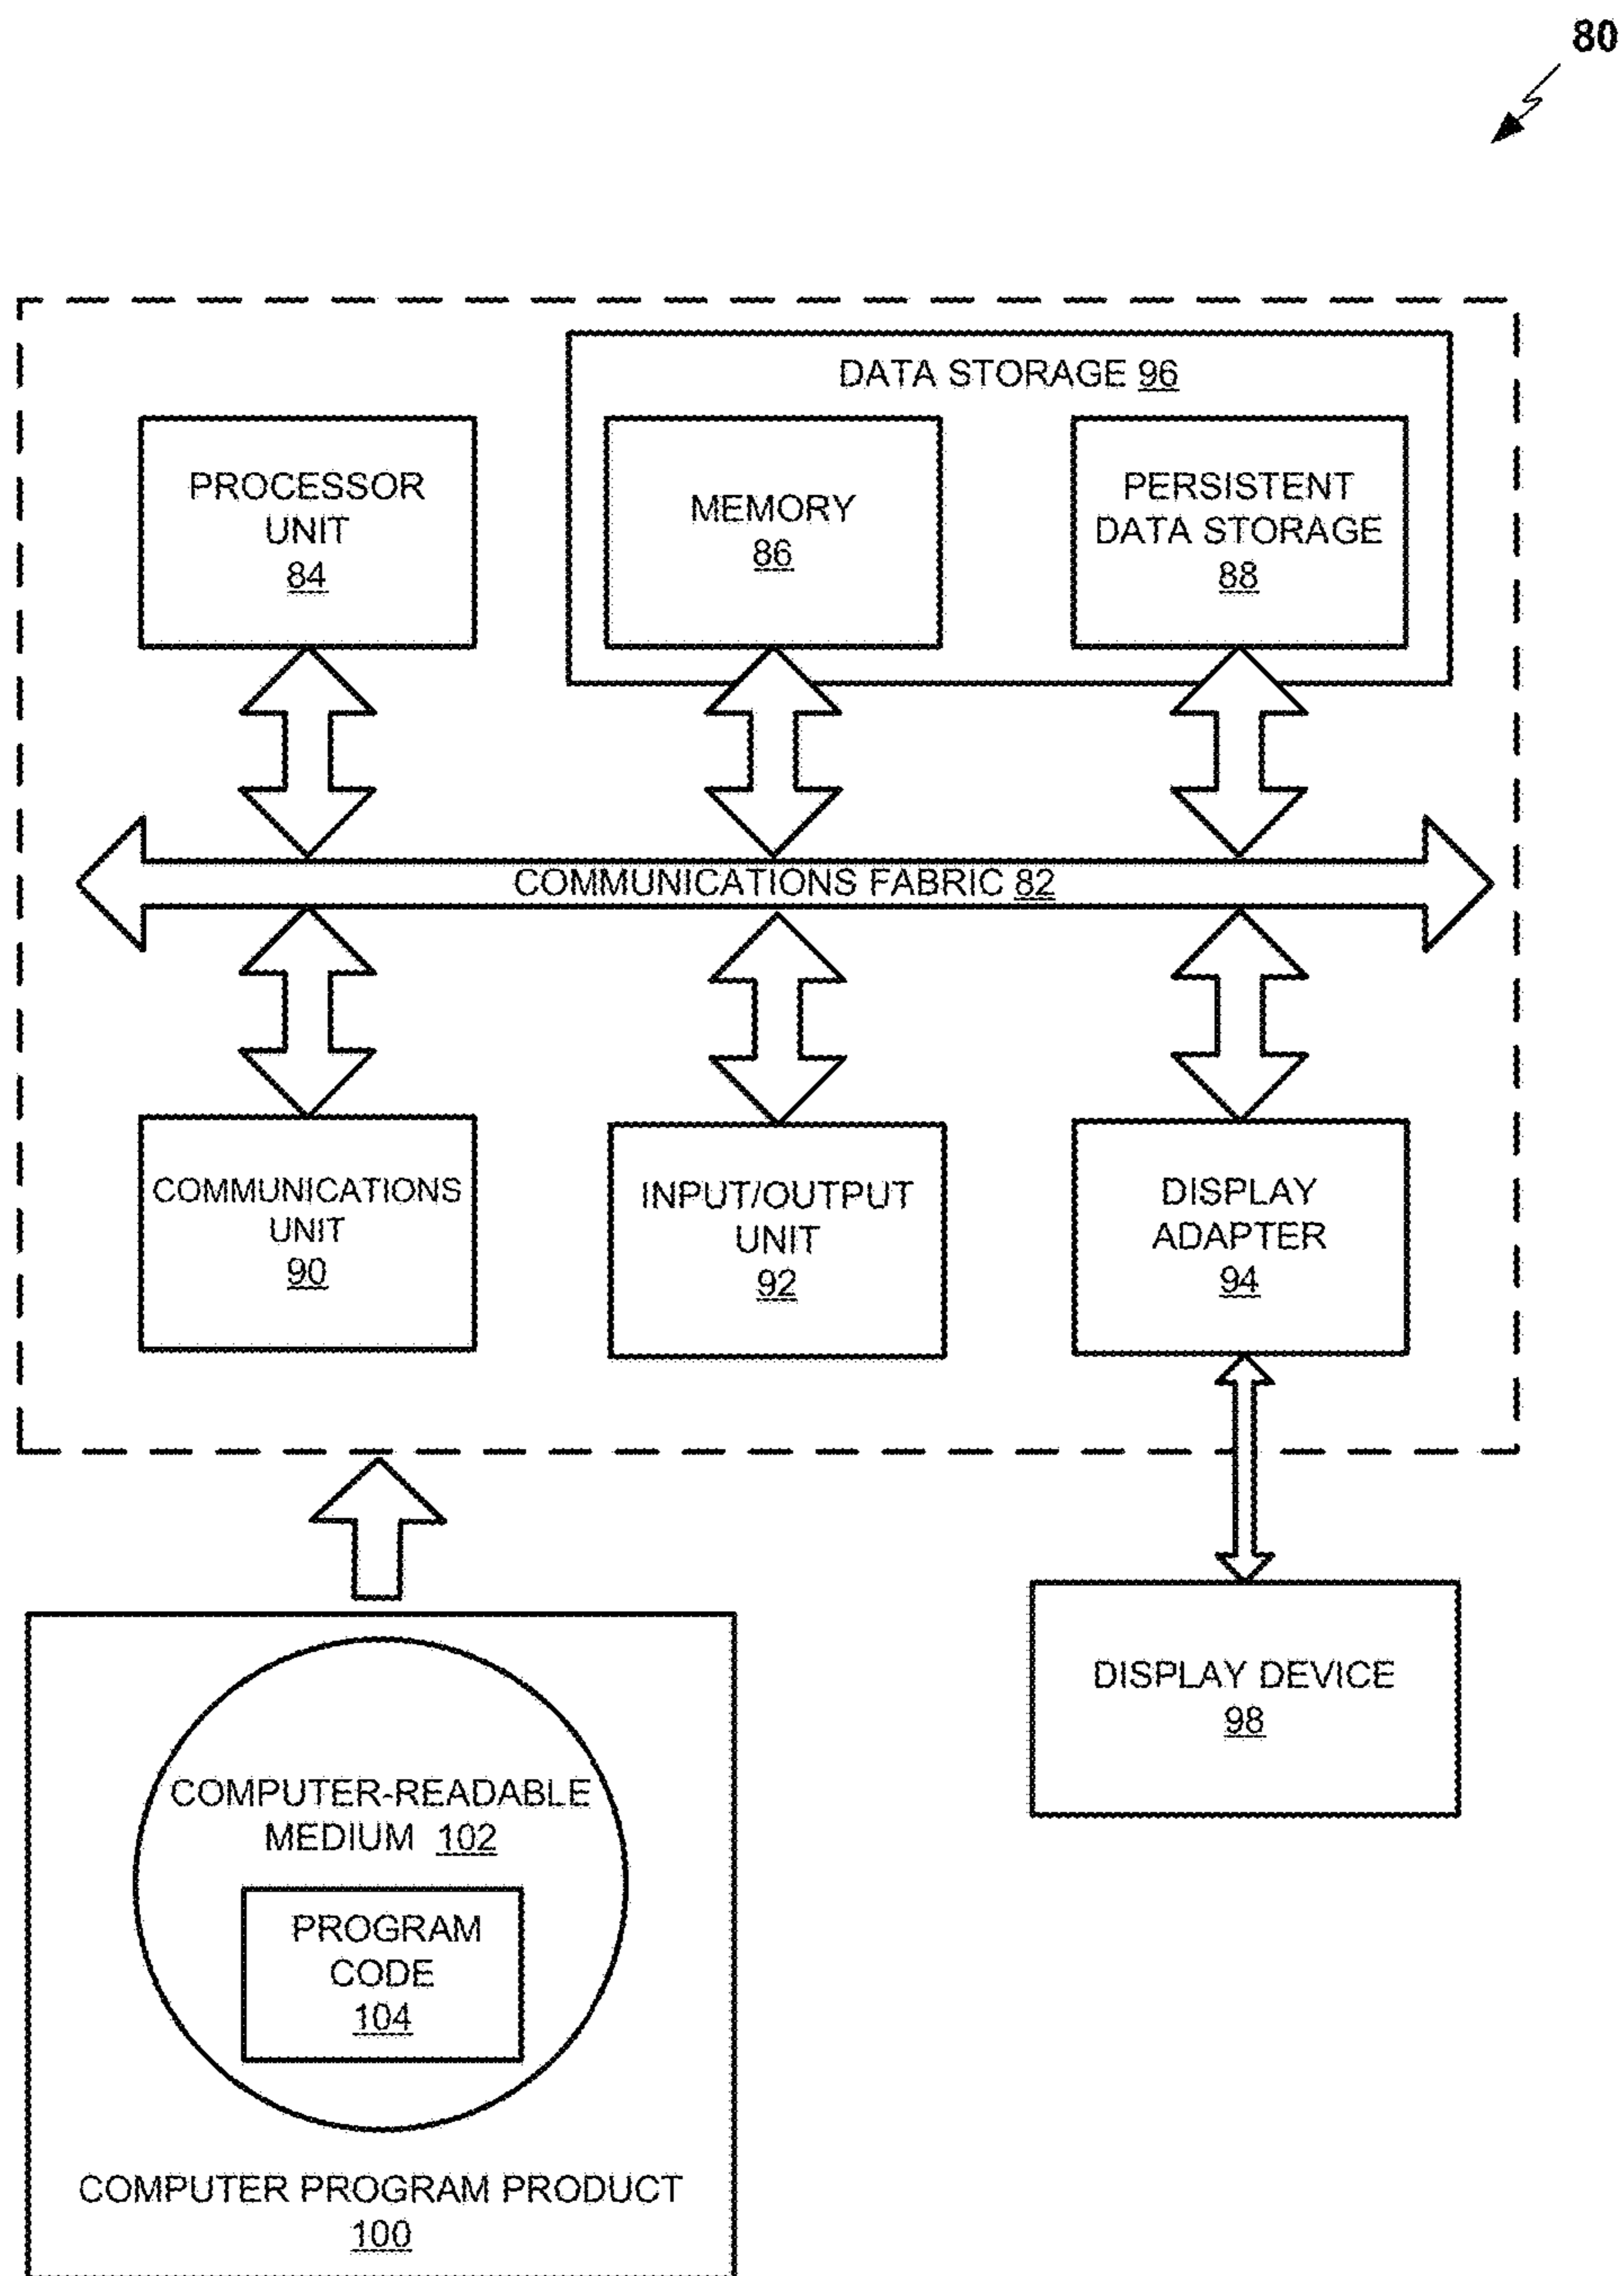 80
DATA STORAGE 96
PROCESSOR
UNIT
84
MEMORY
86
PERSISTENT
DATA STORAGE
88
COMMUNICATIONS FABRIC 82
COMMUNICATIONS
UNIT
90
INPUT/OUTPUT
UNIT
92
DISPLAY
ADAPTER
94
DISPLAY DEVICE
98
COMPUTER-READABLE
MEDIUM 102
PROGRAM
CODE
104
COMPUTER PROGRAM PRODUCT
100